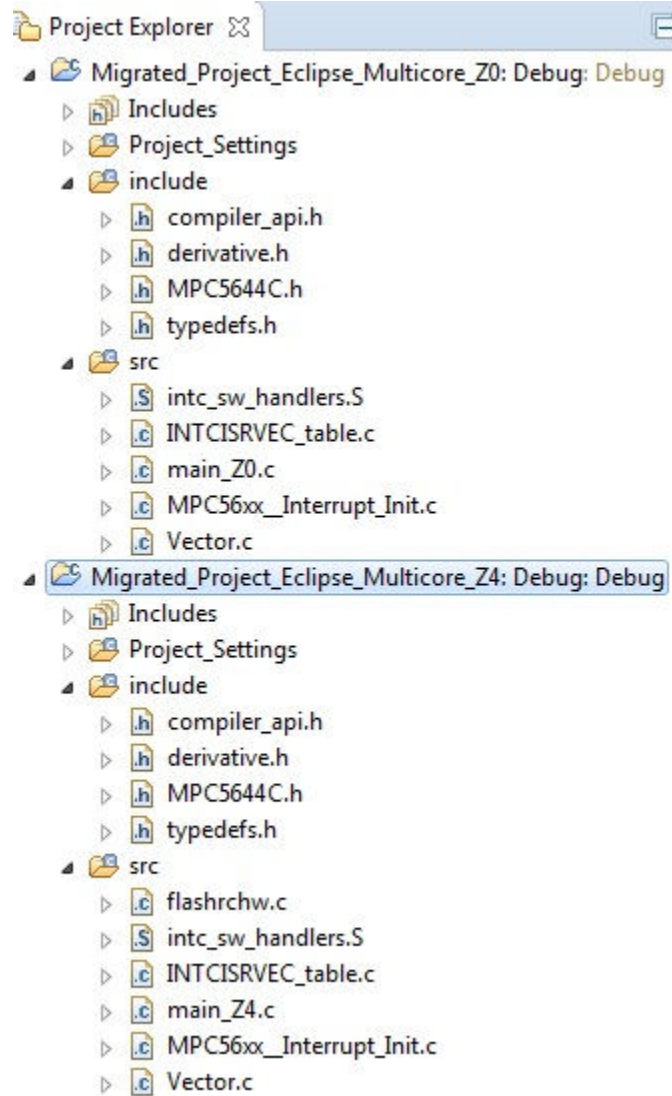 Project Explorer
Migrated_Project_Eclipse_Multicore_Z0: Debug: Debug
Includes
Project_Settings
include
compiler_api.h
derivative.h
MPC5644C.h
typedefs.h
src
intc_sw_handlers.S
INTCISRVEC_table.c
main_Z0.c
MPC56xx__Interrupt_Init.c
Vector.c
Migrated_Project_Eclipse_Multicore_Z4: Debug: Debug
Includes
Project_Settings
include
compiler_api.h
derivative.h
MPC5644C.h
typedefs.h
src
flashrchw.c
intc_sw_handlers.S
INTCISRVEC_table.c
main_Z4.c
MPC56xx__Interrupt_Init.c
Vector.c